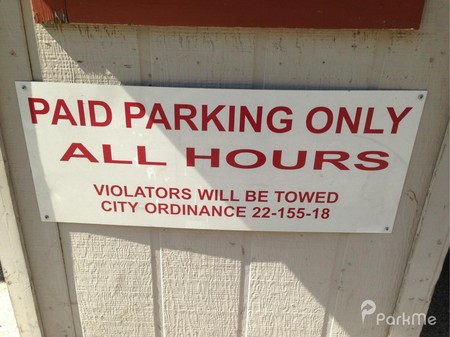 PAID PARKING ONLY
ALL HOURS
VIOLATORS WILL BE TOWED
CITY ORDINANCE 22-155-18
ParkMe